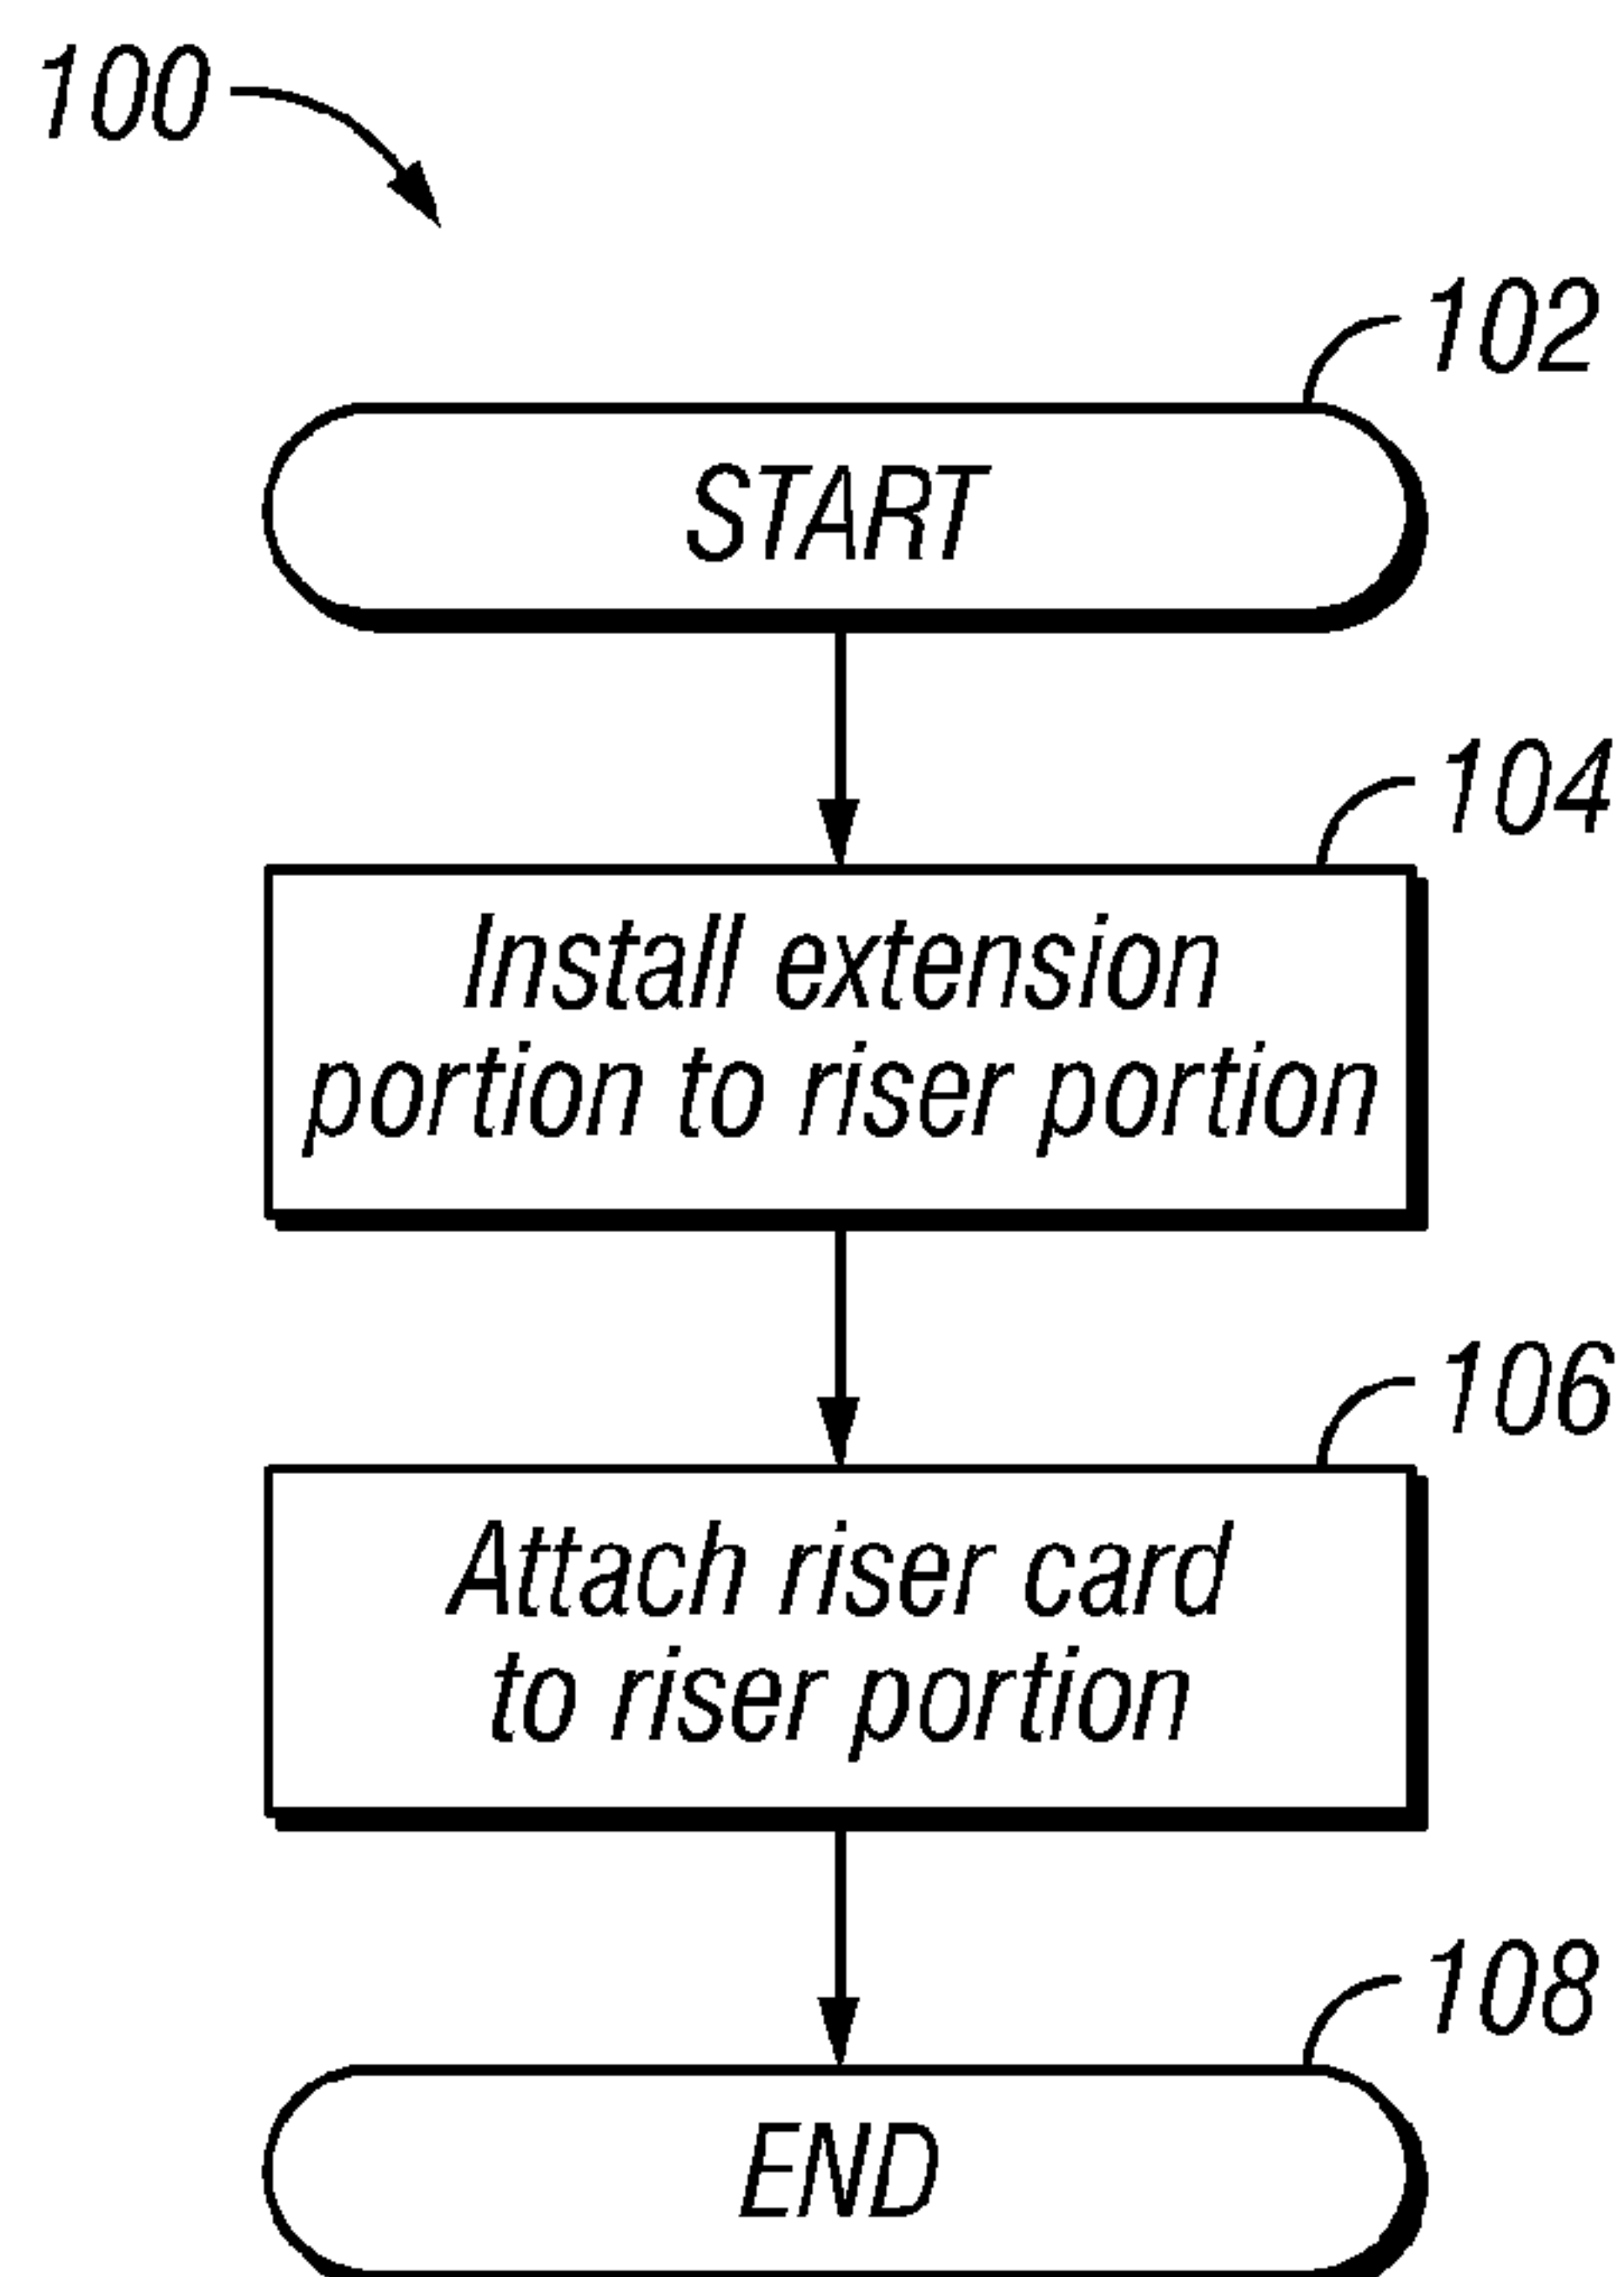 100
102
START
104
Install extension
portion to riser portion
106
Attach riser card
to riser portion
108
END